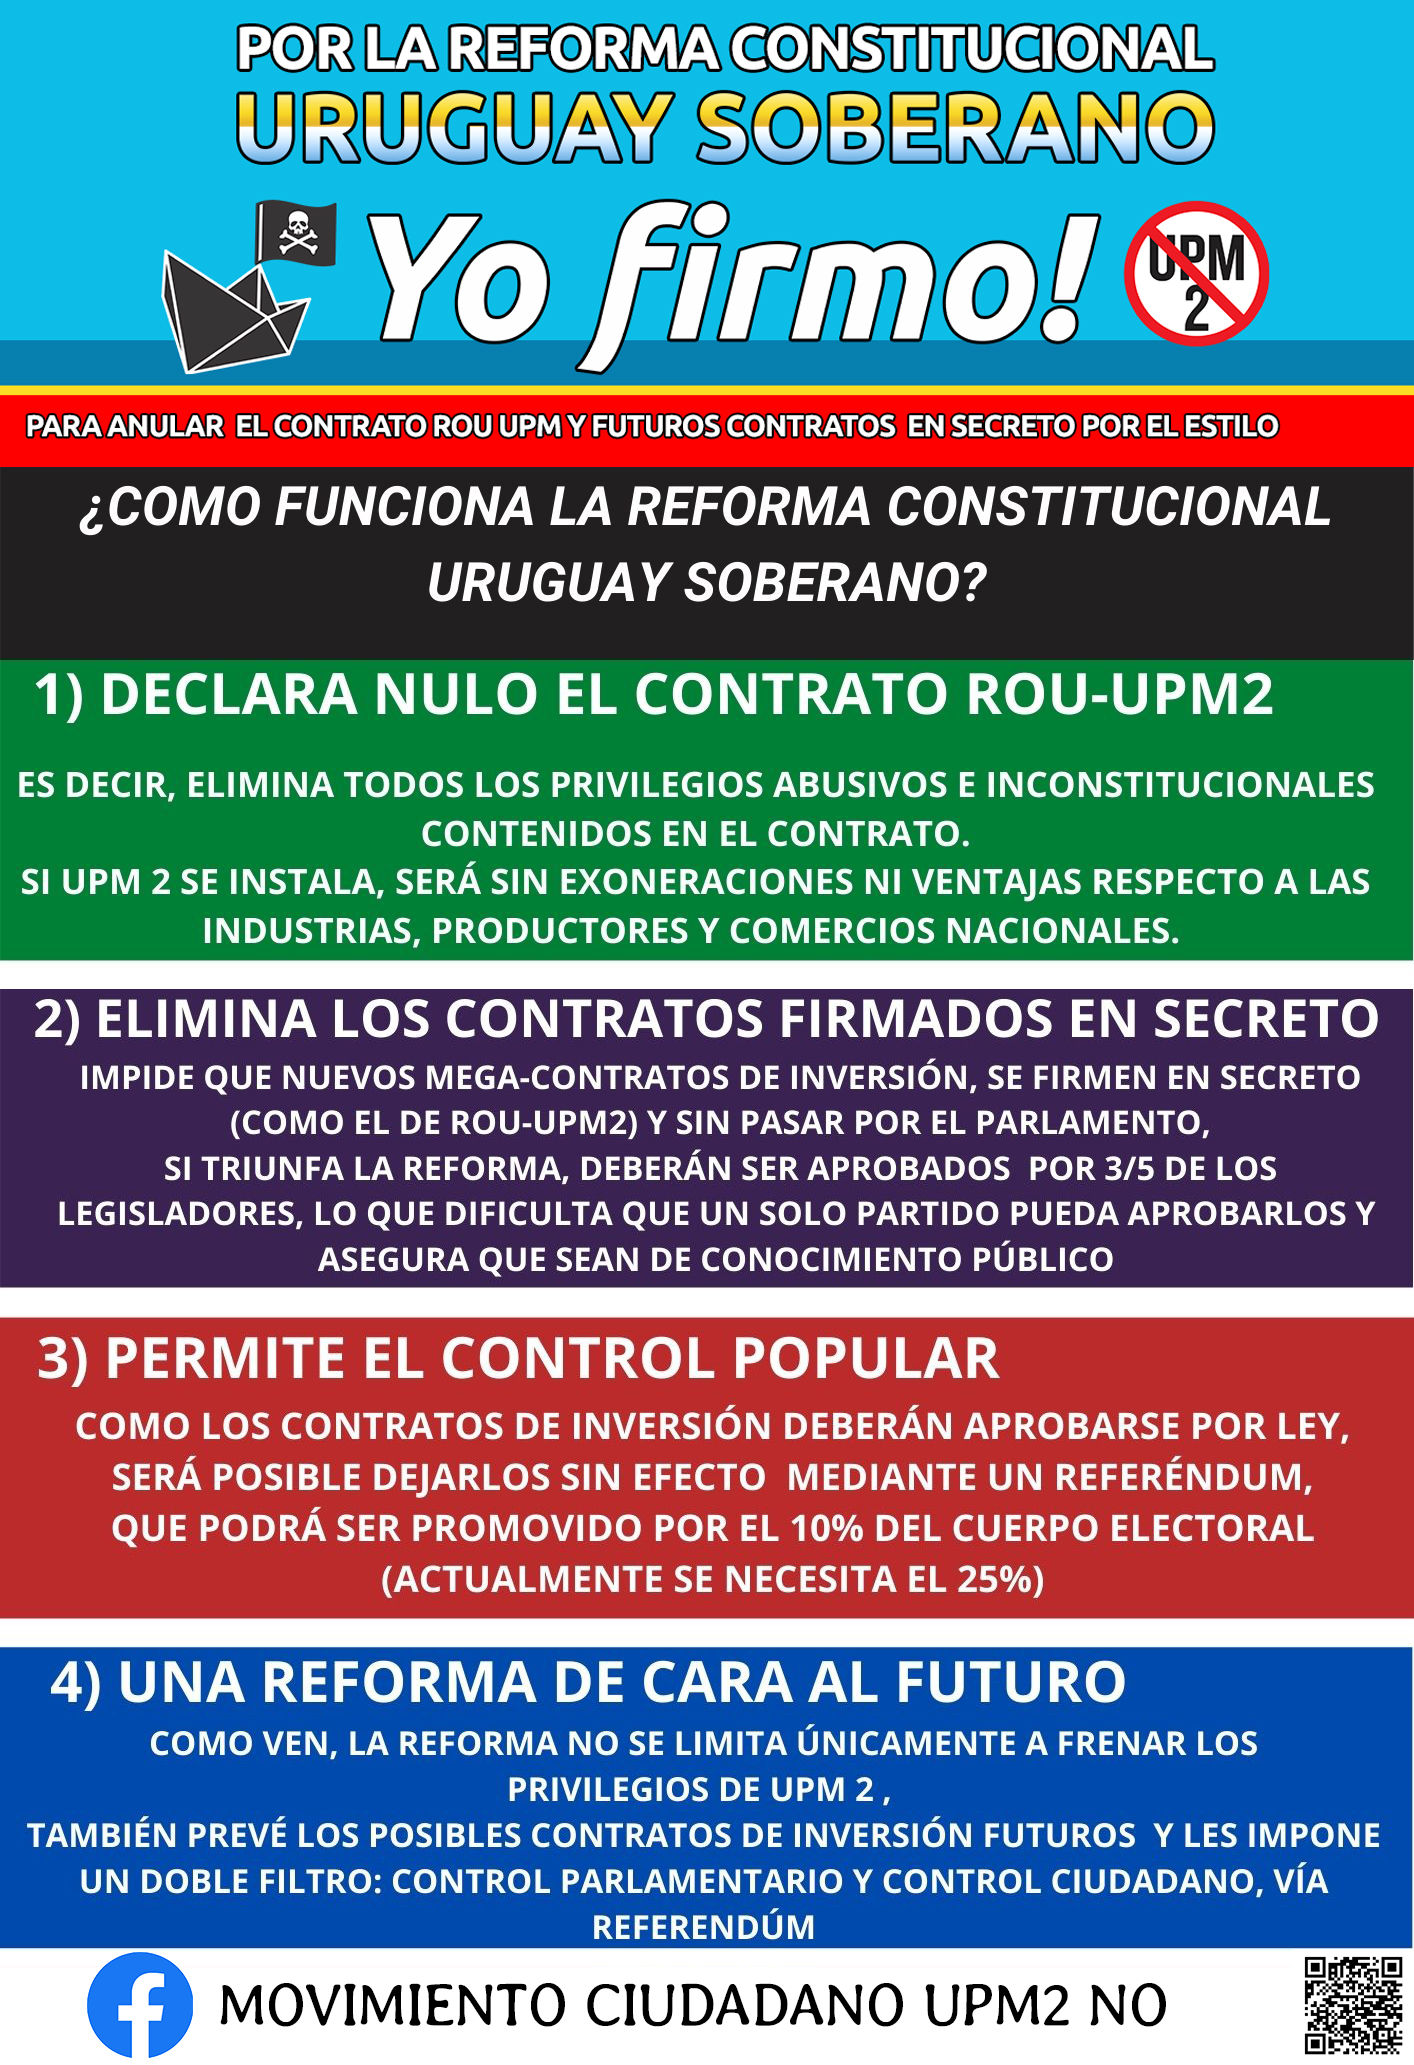 POR LA REFORMA CONSTITUCIONAL
URUGUAY SOBERANO
Yo firmo!
UPM
2
PARA ANULAR EL CONTRATO ROU UPM Y FUTUROS CONTRATOS EN SECRETO POR EL ESTILO
¿COMO FUNCIONA LA REFORMA CONSTITUCIONAL
URUGUAY SOBERANO?
1) DECLARA NULO EL CONTRATO ROU-UPM2
ES DECIR, ELIMINA TODOS LOS PRIVILEGIOS ABUSIVOS E INCONSTITUCIONALES
CONTENIDOS EN EL CONTRATO.
SI UPM 2 SE INSTALA, SERÁ SIN EXONERACIONES NI VENTAJAS RESPECTO A LAS
INDUSTRIAS, PRODUCTORES Y COMERCIOS NACIONALES.
2) ELIMINA LOS CONTRATOS FIRMADOS EN SECRETO
IMPIDE QUE NUEVOS MEGA-CONTRATOS DE INVERSIÓN, SE FIRMEN EN SECRETO
(COMO EL DE ROU-UPM2) Y SIN PASAR POR EL PARLAMENTO,
SI TRIUNFA LA REFORMA, DEBERÁN SER APROBADOS POR 3/5 DE LOS
LEGISLADORES, LO QUE DIFICULTA QUE UN SOLO PARTIDO PUEDA APROBARLOS Y
ASEGURA QUE SEAN DE CONOCIMIENTO PÚBLICO
3) PERMITE EL CONTROL POPULAR
COMO LOS CONTRATOS DE INVERSIÓN DEBERÁN APROBARSE POR LEY,
SERÁ POSIBLE DEJARLOS SIN EFECTO MEDIANTE UN REFERÉNDUM,
QUE PODRÁ SER PROMOVIDO POR EL 10% DEL CUERPO ELECTORAL
(ACTUALMENTE SE NECESITA EL 25%)
4) UNA REFORMA DE CARA AL FUTURO
COMO VEN, LA REFORMA NO SE LIMITA ÚNICAMENTE A FRENAR LOS
PRIVILEGIOS DE UPM 2 ,
TAMBIÉN PREVÉ LOS POSIBLES CONTRATOS DE INVERSIÓN FUTUROS Y LES IMPONE
UN DOBLE FILTRO: CONTROL PARLAMENTARIO Y CONTROL CIUDADANO, VÍA
REFERENDÚM
MOVIMIENTO CIUDADANO UPM2 NO